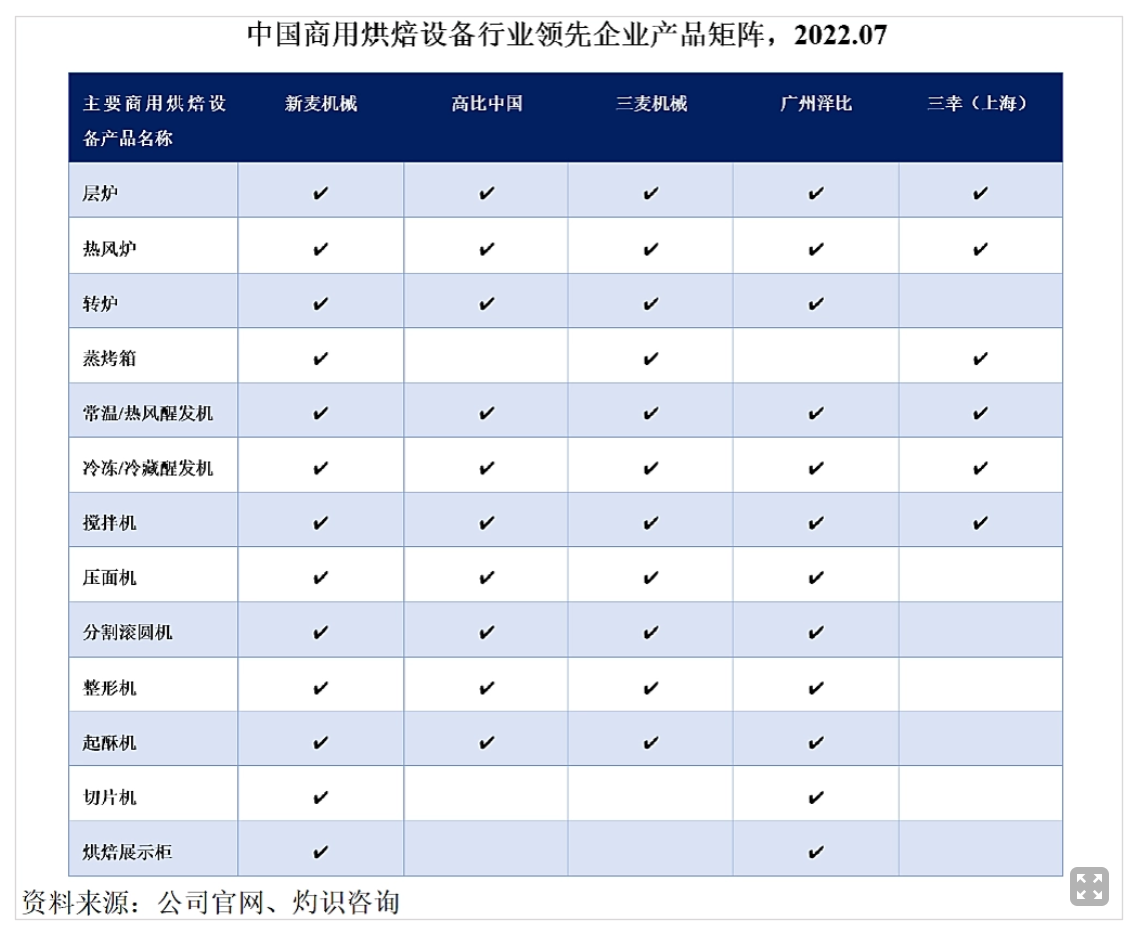 中国商用烘焙设备行业领先企业产品矩阵，2022.07
主要商用烘焙设 新麦机械 高比中国 三麦机械 广州泽比 三幸（上海）
备产品名称
层炉 ✔ ✔ ✔ ✔ ✔
热风炉 ✔ ✔ ✔ ✔ ✔
转炉 ✔ ✔ ✔ ✔
蒸烤箱 ✔ ✔ ✔
常温/热风醒发机 ✔ ✔ ✔ ✔ ✔
冷冻/冷藏醒发机 ✔ ✔ ✔ ✔ ✔
搅拌机 ✔ ✔ ✔ ✔ ✔
压面机 ✔ ✔ ✔ ✔
分割滚圆机 ✔ ✔ ✔ ✔
整形机 ✔ ✔ ✔ ✔
起酥机 ✔ ✔ ✔ ✔
切片机 ✔ ✔
烘焙展示柜 ✔ ✔
资料来源：公司官网、灼识咨询